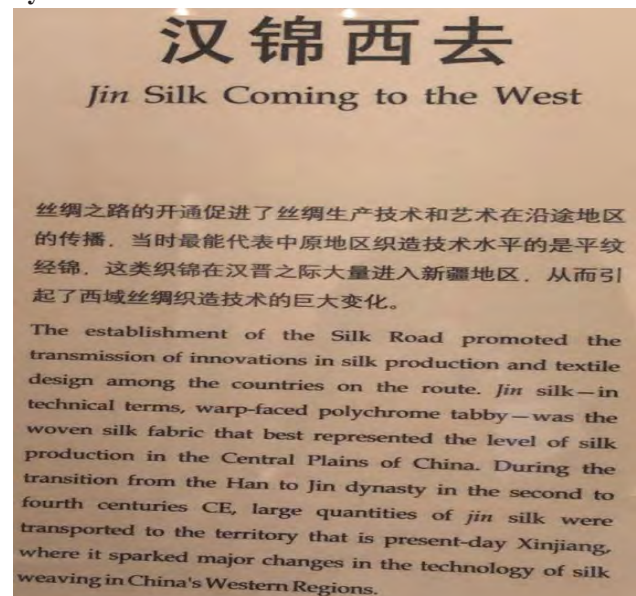 汉锦西去
Jin Silk Coming to the West
丝绸之路的开通促进了丝绸生产技术和艺术在沿途地区
的传播．当时最能代表中原地区织造技术水平的是平纹
经锦．这类织锦在汉晋之际大量进入新疆地区．从而引
起了西域丝绸织造技术的巨大变化。
The establishment of the Silk Road promoted the
transmission of innovations in silk production and textile
design among the countries on the route. Jin silk—in
technical terms, warp-faced polychrome tabby—was the
woven silk fabric that best represented the level of silk
production in the Central Plains of China. During the
transition from the Han to Jin dynasty in the second to
fourth centuries CE, large quantities of jin silk were
transported to the territory that is present-day Xinjiang,
where it sparked major changes in the technology of silk
weaving in China's Western Regions.